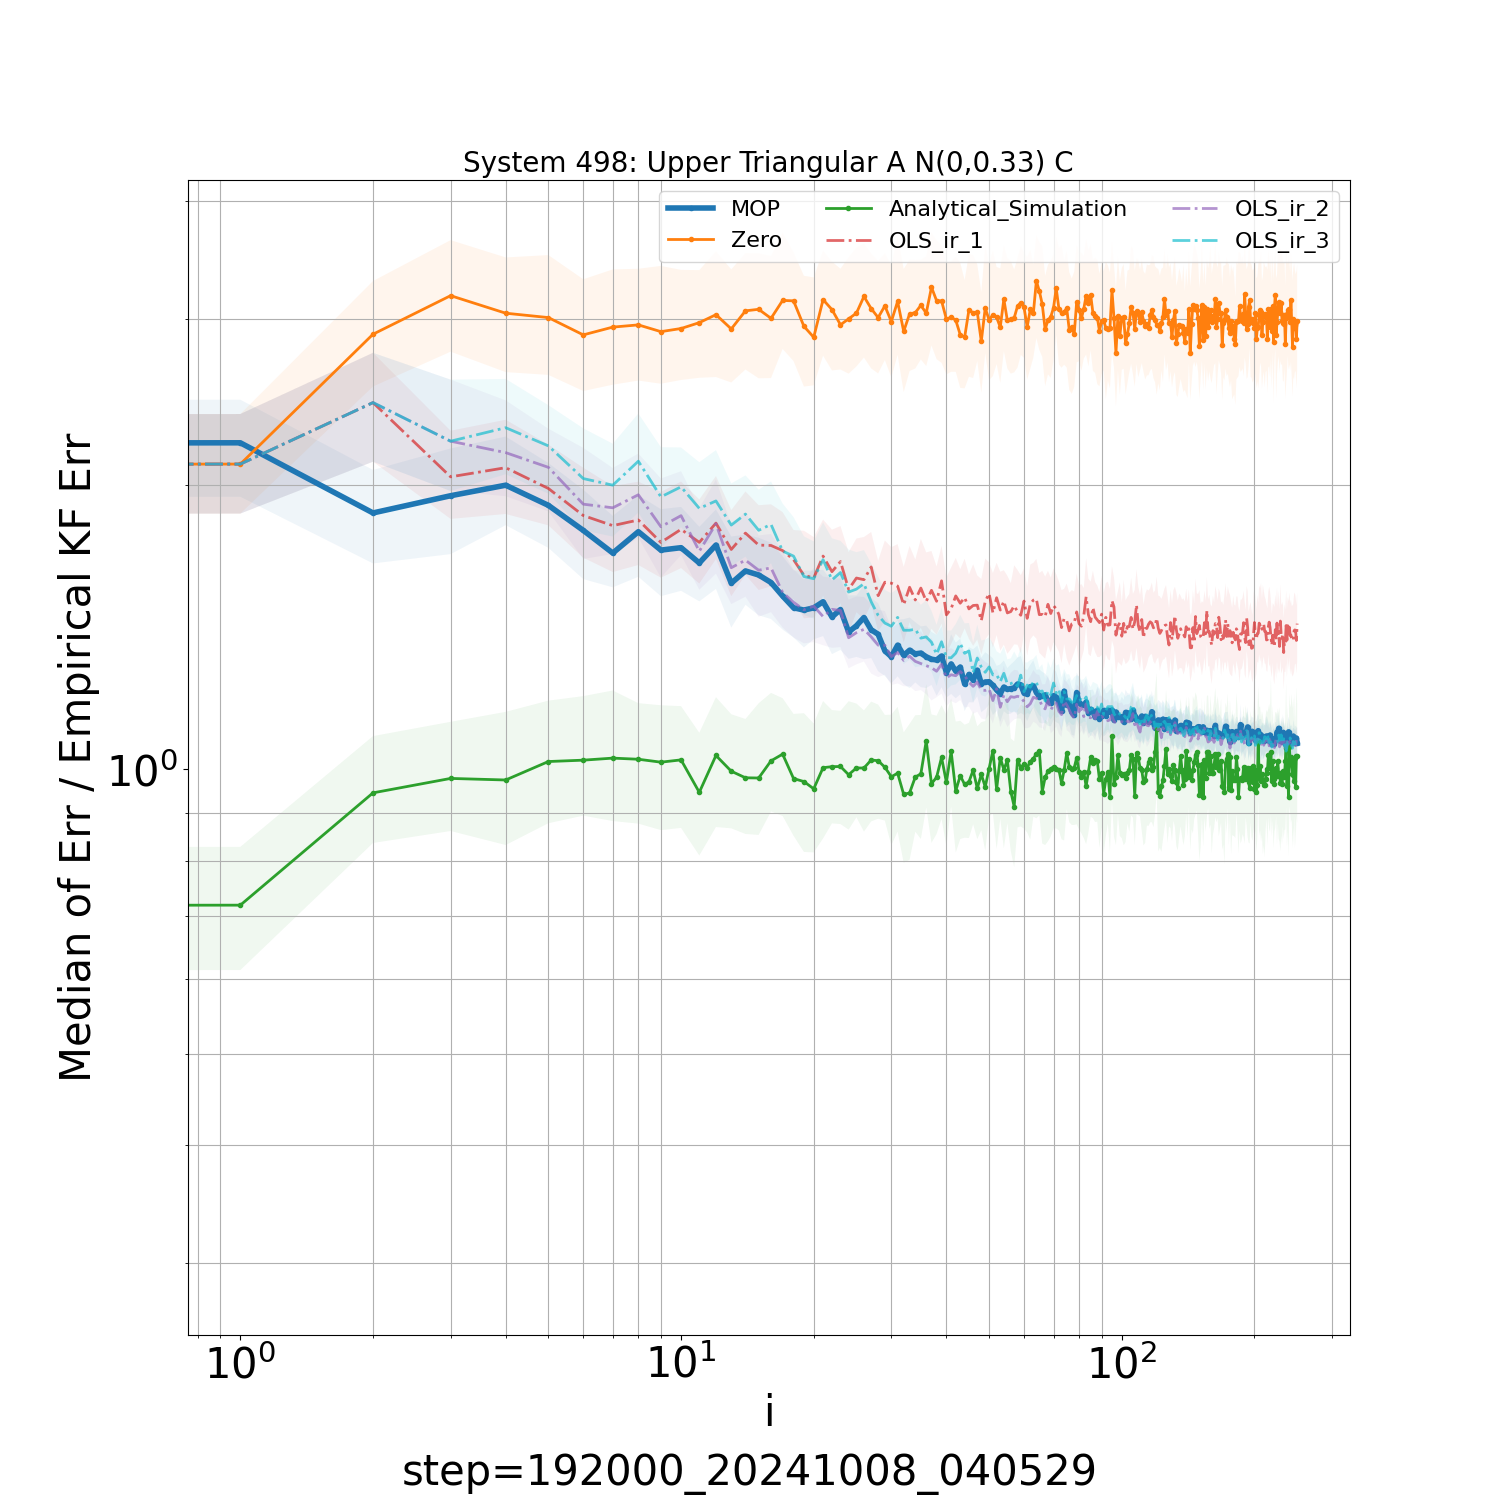 System 498: Upper Triangular A N(0,0.33) C
MOP
Zero
Analytical_Simulation
OLS_ir_1
OLS_ir_2
OLS_ir_3
Median of Err / Empirical KF Err
10⁰
10⁰
10¹
10²
i
step=192000_20241008_040529